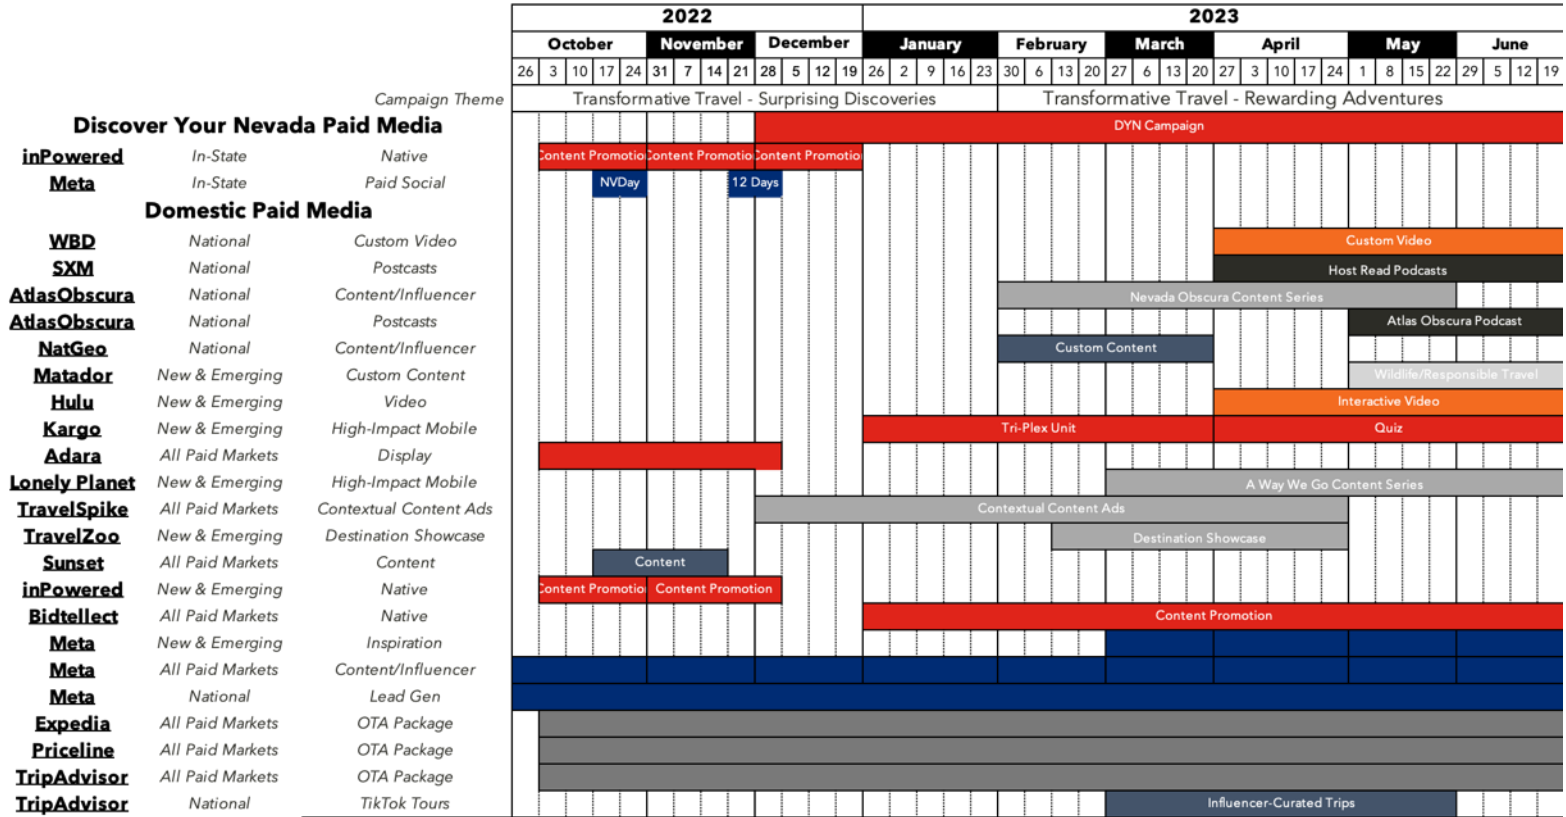 2022 2023
October November December January February March April May June
26 3 10 17 24 31 7 14 21 28 5 12 19 26 2 9 16 23 30 6 13 20 27 6 13 20 27 3 10 17 24 1 8 15 22 29 5 12 19
Campaign Theme Transformative Travel - Surprising Discoveries Transformative Travel - Rewarding Adventures
Discover Your Nevada Paid Media DYN Campaign
inPowered In-State Native Content Promotio Content Promotio Content Promotio
Meta In-State Paid Social NVDay 12 Days
Domestic Paid Media
WBD National Custom Video Custom Video
SXM National Postcasts Host Read Podcasts
AtlasObscura National Content/Influencer Nevada Obscura Content Series
AtlasObscura National Postcasts Atlas Obscura Podcast
NatGeo National Content/Influencer Custom Content
Matador New & Emerging Custom Content Wildlife/Responsible Travel
Hulu New & Emerging Video Interactive Video
Kargo New & Emerging High-Impact Mobile Tri-Plex Unit Quiz
Adara All Paid Markets Display
Lonely Planet New & Emerging High-Impact Mobile A Way We Go Content Series
TravelSpike All Paid Markets Contextual Content Ads Contextual Content Ads
TravelZoo New & Emerging Destination Showcase Destination Showcase
Sunset All Paid Markets Content Content
inPowered New & Emerging Native Content Promotion Content Promotion
Bidtellect All Paid Markets Native Content Promotion
Meta New & Emerging Inspiration
Meta All Paid Markets Content/Influencer
Meta National Lead Gen
Expedia All Paid Markets OTA Package
Priceline All Paid Markets OTA Package
TripAdvisor All Paid Markets OTA Package
TripAdvisor National TikTok Tours Influencer-Curated Trips